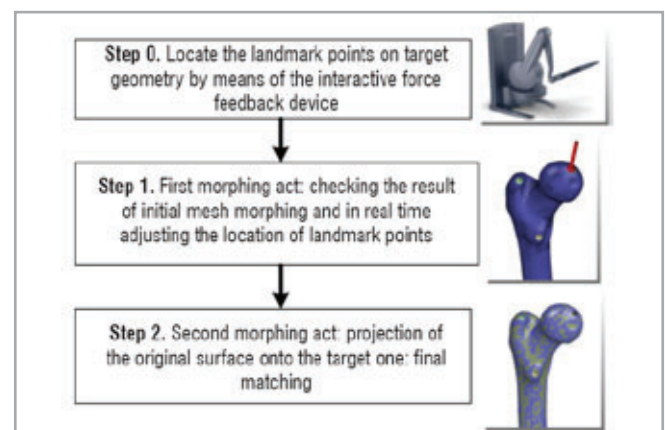 Step 0. Locate the landmark points on target
geometry by means of the interactive force
feedback device
Step 1. First morphing act: checking the result
of initial mesh morphing and in real time
adjusting the location of landmark points
Step 2. Second morphing act: projection of
the original surface onto the target one: final
matching